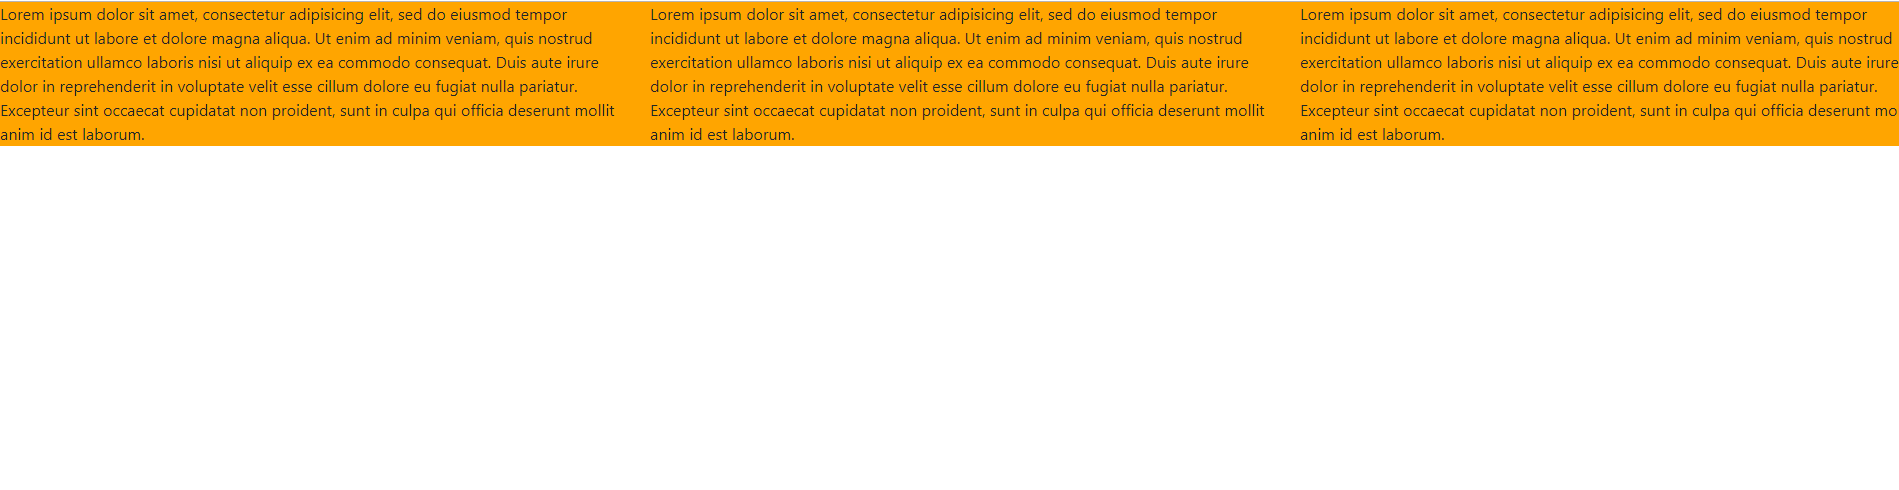 Lorem ipsum dolor sit amet, consectetur adipisicing elit, sed do eiusmod tempor
incididunt ut labore et dolore magna aliqua. Ut enim ad minim veniam, quis nostrud
exercitation ullamco laboris nisi ut aliquip ex ea commodo consequat. Duis aute irure
dolor in reprehenderit in voluptate velit esse cillum dolore eu fugiat nulla pariatur.
Excepteur sint occaecat cupidatat non proident, sunt in culpa qui officia deserunt mollit
anim id est laborum.
Lorem ipsum dolor sit amet, consectetur adipisicing elit, sed do eiusmod tempor
incididunt ut labore et dolore magna aliqua. Ut enim ad minim veniam, quis nostrud
exercitation ullamco laboris nisi ut aliquip ex ea commodo consequat. Duis aute irure
dolor in reprehenderit in voluptate velit esse cillum dolore eu fugiat nulla pariatur.
Excepteur sint occaecat cupidatat non proident, sunt in culpa qui officia deserunt mollit
anim id est laborum.
Lorem ipsum dolor sit amet, consectetur adipisicing elit, sed do eiusmod tempor
incididunt ut labore et dolore magna aliqua. Ut enim ad minim veniam, quis nostrud
exercitation ullamco laboris nisi ut aliquip ex ea commodo consequat. Duis aute irure
dolor in reprehenderit in voluptate velit esse cillum dolore eu fugiat nulla pariatur.
Excepteur sint occaecat cupidatat non proident, sunt in culpa qui officia deserunt mo
anim id est laborum.